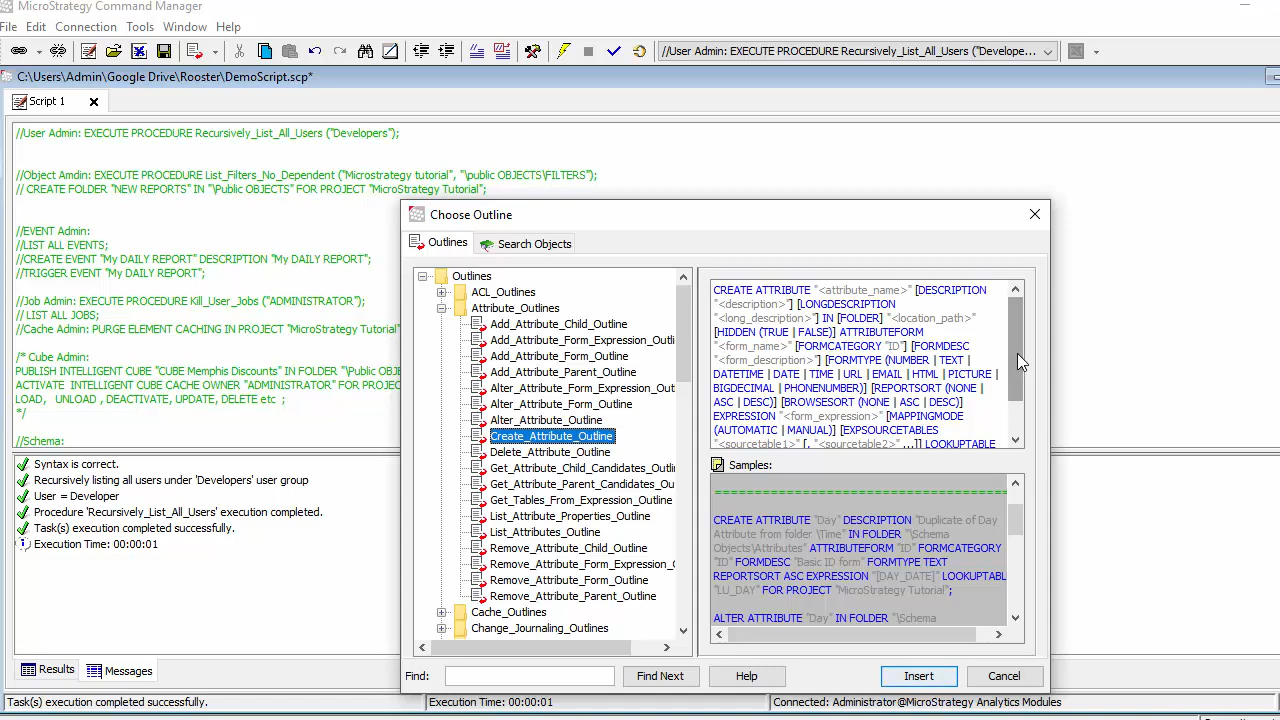 MicroStrategy Command Manager
File Edit Connection Tools Window Help
//User Admin: EXECUTE PROCEDURE Recursively_List_All_Users ("Develope...
C:\Users\Admin\Google Drive\Rooster\DemoScript.scp*
Script 1
//User Admin: EXECUTE PROCEDURE Recursively_List_All_Users ("Developers");
//Object Amdin: EXECUTE PROCEDURE List_Filters_No_Dependent ("Microstrategy tutorial", "\public OBJECTS\FILTERS");
// CREATE FOLDER "NEW REPORTS" IN "\Public OBJECTS" FOR PROJECT "MicroStrategy Tutorial";
//EVENT Admin:
//LIST ALL EVENTS;
//CREATE EVENT "My DAILY REPORT" DESCRIPTION "My DAILY REPORT";
//TRIGGER EVENT "My DAILY REPORT";
//Job Admin: EXECUTE PROCEDURE Kill_User_Jobs ("ADMINISTRATOR");
// LIST ALL JOBS;
//Cache Admin: PURGE ELEMENT CACHING IN PROJECT "MicroStrategy Tutorial"
/* Cube Admin:
PUBLISH INTELLIGENT CUBE "CUBE Memphis Discounts" IN FOLDER "\Public OB
ACTIVATE INTELLIGENT CUBE CACHE OWNER "ADMINISTRATOR" FOR PROJEC
LOAD, UNLOAD , DEACTIVATE, UPDATE, DELETE etc ;
*/
//Schema:
Syntax is correct.
Recursively listing all users under 'Developers' user group
User = Developer
Procedure 'Recursively_List_All_Users' execution completed.
Task(s) execution completed successfully.
Execution Time: 00:00:01
Results Messages
Choose Outline
Outlines Search Objects
Outlines
ACL_Outlines
Attribute_Outlines
Add_Attribute_Child_Outline
Add_Attribute_Form_Expression_Outli
Add_Attribute_Form_Outline
Add_Attribute_Parent_Outline
Alter_Attribute_Form_Expression_Outl
Alter_Attribute_Form_Outline
Alter_Attribute_Outline
Create_Attribute_Outline
Delete_Attribute_Outline
Get_Attribute_Child_Candidates_Outli
Get_Attribute_Parent_Candidates_Ou
Get_Tables_From_Expression_Outline
List_Attribute_Properties_Outline
List_Attributes_Outline
Remove_Attribute_Child_Outline
Remove_Attribute_Form_Expression_O
Remove_Attribute_Form_Outline
Remove_Attribute_Parent_Outline
Cache_Outlines
Change_Journaling_Outlines
CREATE ATTRIBUTE "<attribute_name>" [DESCRIPTION
"<description>"] [LONGDESCRIPTION
"<long_description>"] IN [FOLDER] "<location_path>"
[HIDDEN (TRUE | FALSE)] ATTRIBUTEFORM
"<form_name>" [FORMCATEGORY "ID"] [FORMDESC
"<form_description>"] [FORMTYPE (NUMBER | TEXT |
DATETIME | DATE | TIME | URL | EMAIL | HTML | PICTURE |
BIGDECIMAL | PHONENUMBER)] [REPORTSORT (NONE |
ASC | DESC)] [BROWSESORT (NONE | ASC | DESC)]
EXPRESSION "<form_expression>" [MAPPINGMODE
(AUTOMATIC | MANUAL)] [EXPSOURCETABLES
"<sourcetable1>" [, "<sourcetable2>" ...]] LOOKUPTABLE
Samples:
=====================================
CREATE ATTRIBUTE "Day" DESCRIPTION "Duplicate of Day
Attribute from folder \Time" IN FOLDER "\Schema
Objects\Attributes" ATTRIBUTEFORM "ID" FORMCATEGORY
"ID" FORMDESC "Basic ID form" FORMTYPE TEXT
REPORTSORT ASC EXPRESSION "[DAY_DATE]" LOOKUPTABL
"LU_DAY" FOR PROJECT "MicroStrategy Tutorial";
ALTER ATTRIBUTE "Day" IN FOLDER "\Schema
Find: Find Next Help Insert Cancel
Task(s) execution completed successfully. Execution Time: 00:00:01 Connected: Administrator@MicroStrategy Analytics Modules